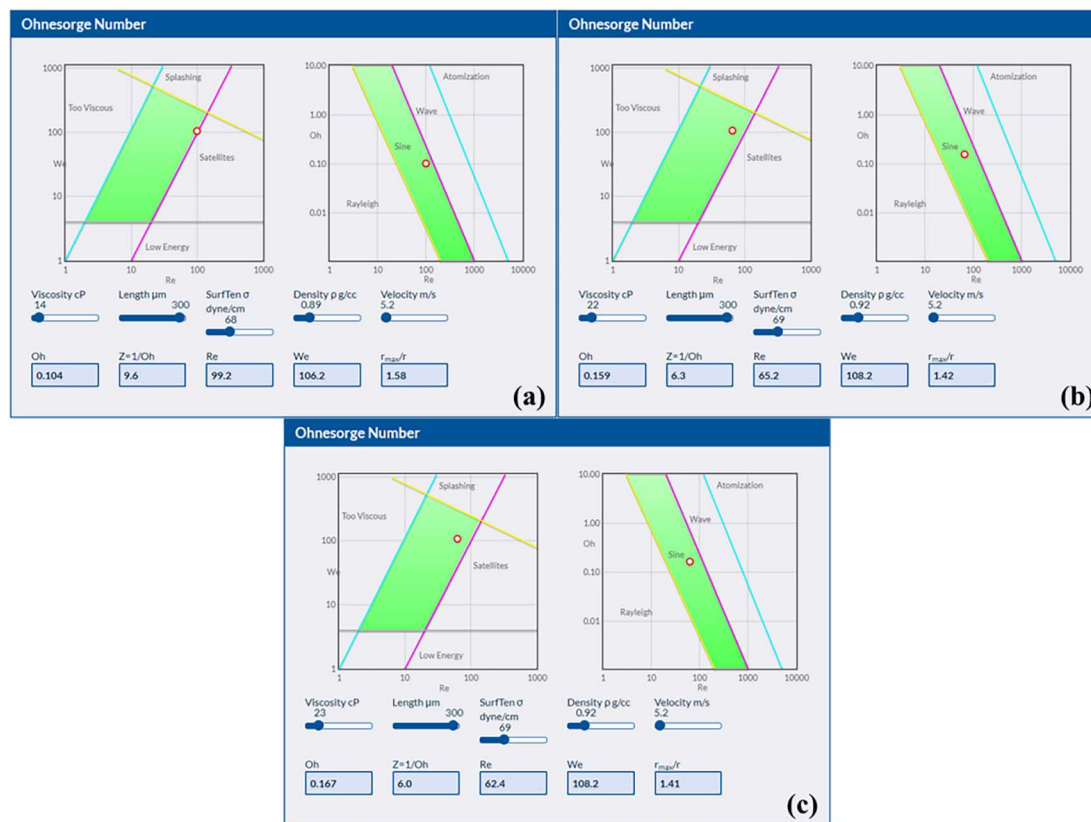 Ohnesorge Number
1000
100
We
10
1
1
10
100
1000
Re
Splashing
Too Viscous
Satellites
Low Energy
10.00
1.00
Oh
0.10
0.01
1
10
100
1000
10000
Atomization
Wave
Sine
Rayleigh
Viscosity cP
14
Length µm
300
SurfTen σ
dyne/cm
68
Density ρ g/cc
0.89
Velocity m/s
5.2
Oh
0.104
Z=1/Oh
9.6
Re
99.2
We
106.2
rmax/r
1.58
(a)
Ohnesorge Number
1000
100
We
10
1
1
10
100
1000
Re
Splashing
Too Viscous
Satellites
Low Energy
10.00
1.00
Oh
0.10
0.01
1
10
100
1000
10000
Atomization
Wave
Sine
Rayleigh
Viscosity cP
22
Length µm
300
SurfTen σ
dyne/cm
69
Density ρ g/cc
0.92
Velocity m/s
5.2
Oh
0.159
Z=1/Oh
6.3
Re
65.2
We
108.2
rmax/r
1.42
(b)
Ohnesorge Number
1000
100
We
10
1
1
10
100
1000
Re
Splashing
Too Viscous
Satellites
Low Energy
10.00
1.00
Oh
0.10
0.01
1
10
100
1000
10000
Atomization
Wave
Sine
Rayleigh
Viscosity cP
23
Length µm
300
SurfTen σ
dyne/cm
69
Density ρ g/cc
0.92
Velocity m/s
5.2
Oh
0.167
Z=1/Oh
6.0
Re
62.4
We
108.2
rmax/r
1.41
(c)